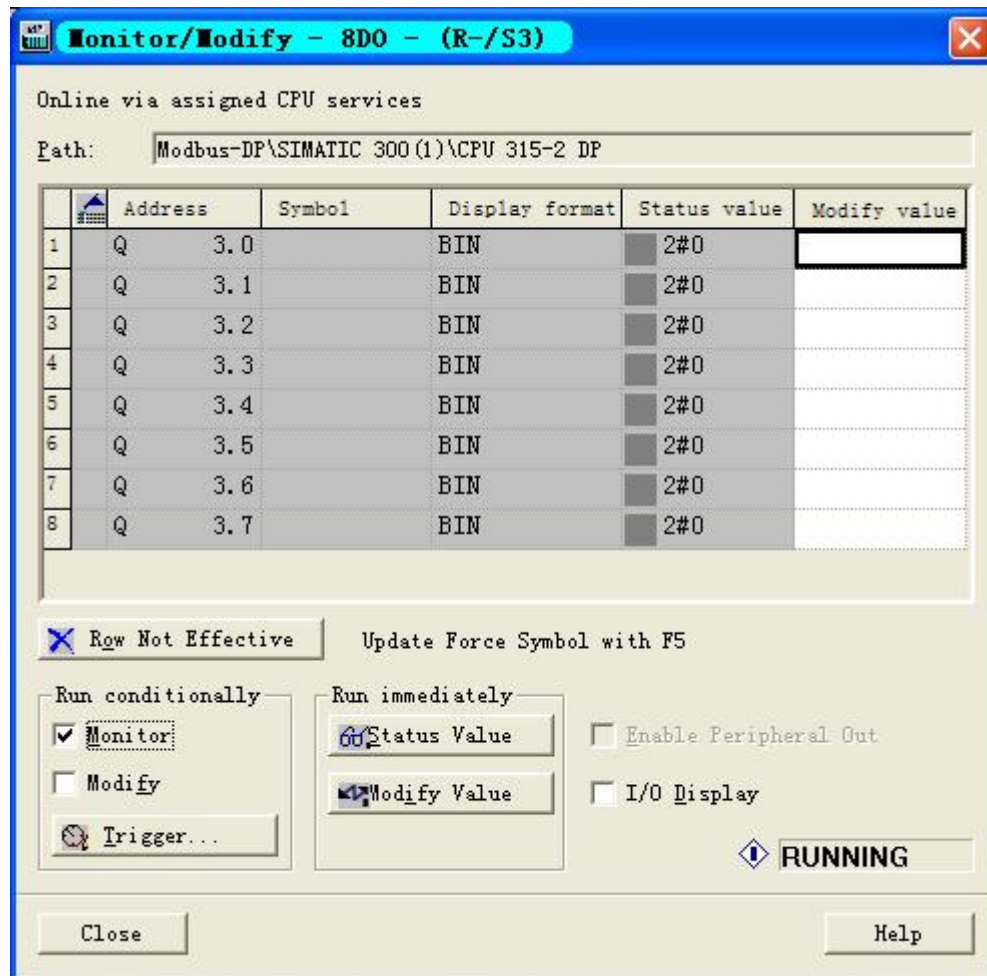 Monitor/Modify - 8DO - (R-/S3)
Online via assigned CPU services
Path: Modbus-DP\SIMATIC 300(1)\CPU 315-2 DP
Address Symbol Display format Status value Modify value
1 Q 3.0 BIN 2#0
2 Q 3.1 BIN 2#0
3 Q 3.2 BIN 2#0
4 Q 3.3 BIN 2#0
5 Q 3.4 BIN 2#0
6 Q 3.5 BIN 2#0
7 Q 3.6 BIN 2#0
8 Q 3.7 BIN 2#0
Row Not Effective Update Force Symbol with F5
Run conditionally Run immediately
Monitor Status Value Enable Peripheral Out
Modify Modify Value I/O Display
Trigger...
RUNNING
Close Help